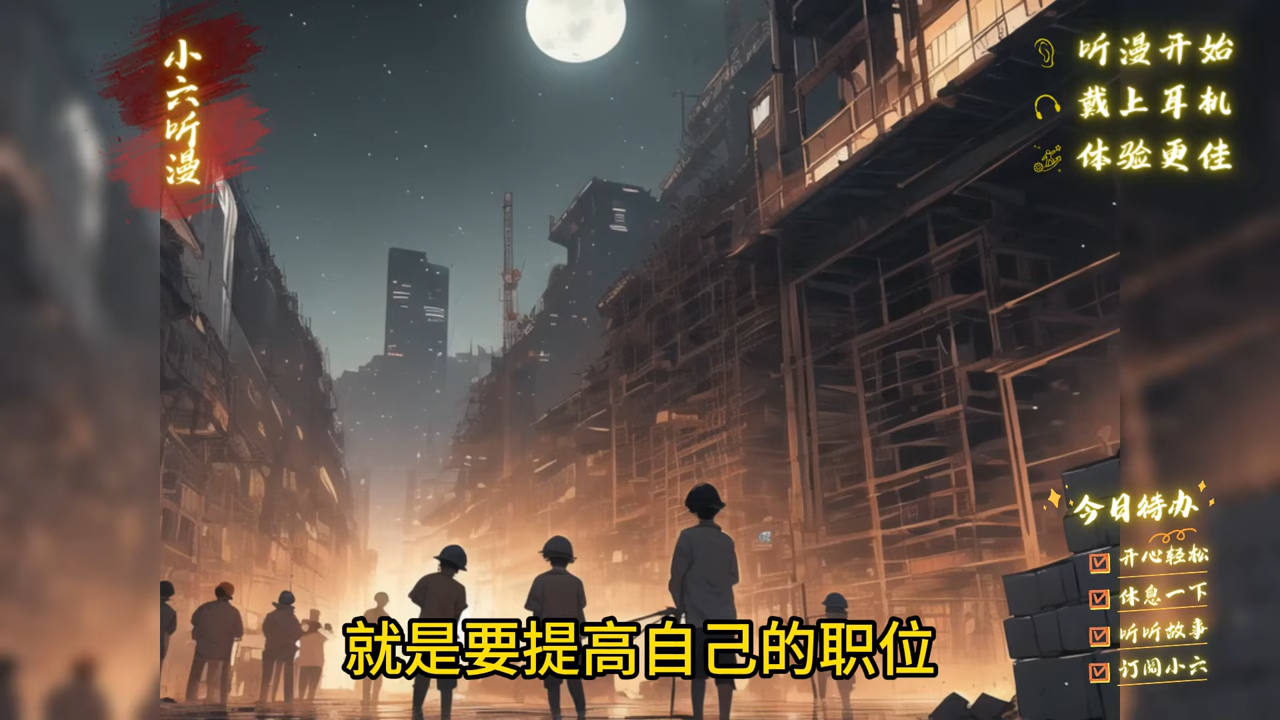 小六听漫
听漫开始
戴上耳机
体验更佳
今日待办
开心轻松
休息一下
听听故事
订阅小六
就是要提高自己的职位